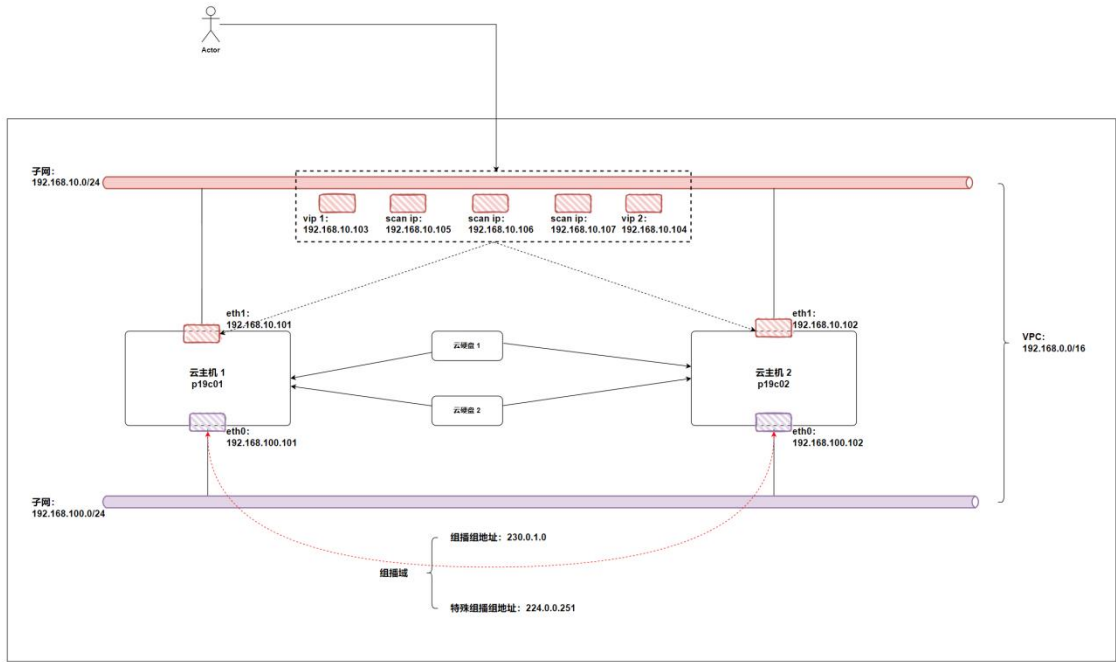 Actor
子网：
192.168.10.0/24
vip 1：
192.168.10.103
scan ip：
192.168.10.105
scan ip：
192.168.10.106
scan ip：
192.168.10.107
vip 2：
192.168.10.104
eth1：
192.168.10.101
eth1：
192.168.10.102
云主机 1
p19c01
云硬盘 1
云硬盘 2
云主机 2
p19c02
VPC：
192.168.0.0/16
eth0：
192.168.100.101
eth0：
192.168.100.102
子网：
192.168.100.0/24
组播组地址：230.0.1.0
组播域
特殊组播组地址：224.0.0.251